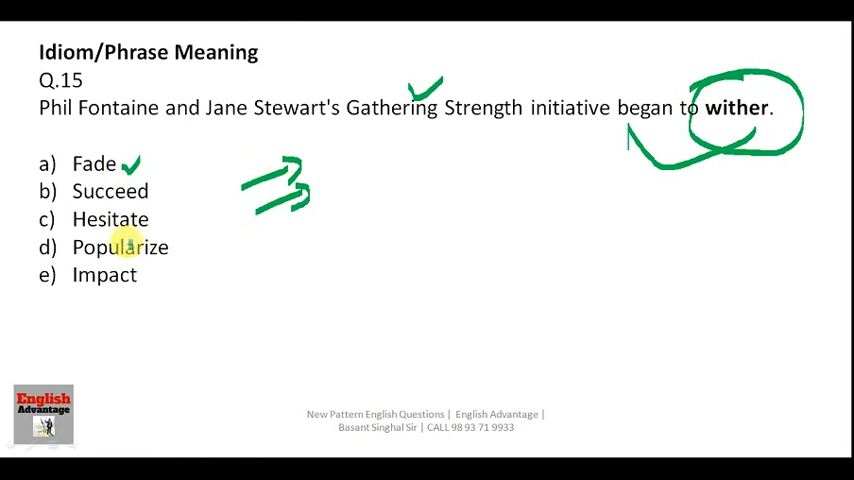 Idiom/Phrase Meaning
Q.15
Phil Fontaine and Jane Stewart's Gathering Strength initiative began to wither.
a) Fade
b) Succeed
c) Hesitate
d) Popularize
e) Impact
English
Advantage
New Pattern English Questions | English Advantage |
Basant Singhal Sir | CALL 98 93 71 9933